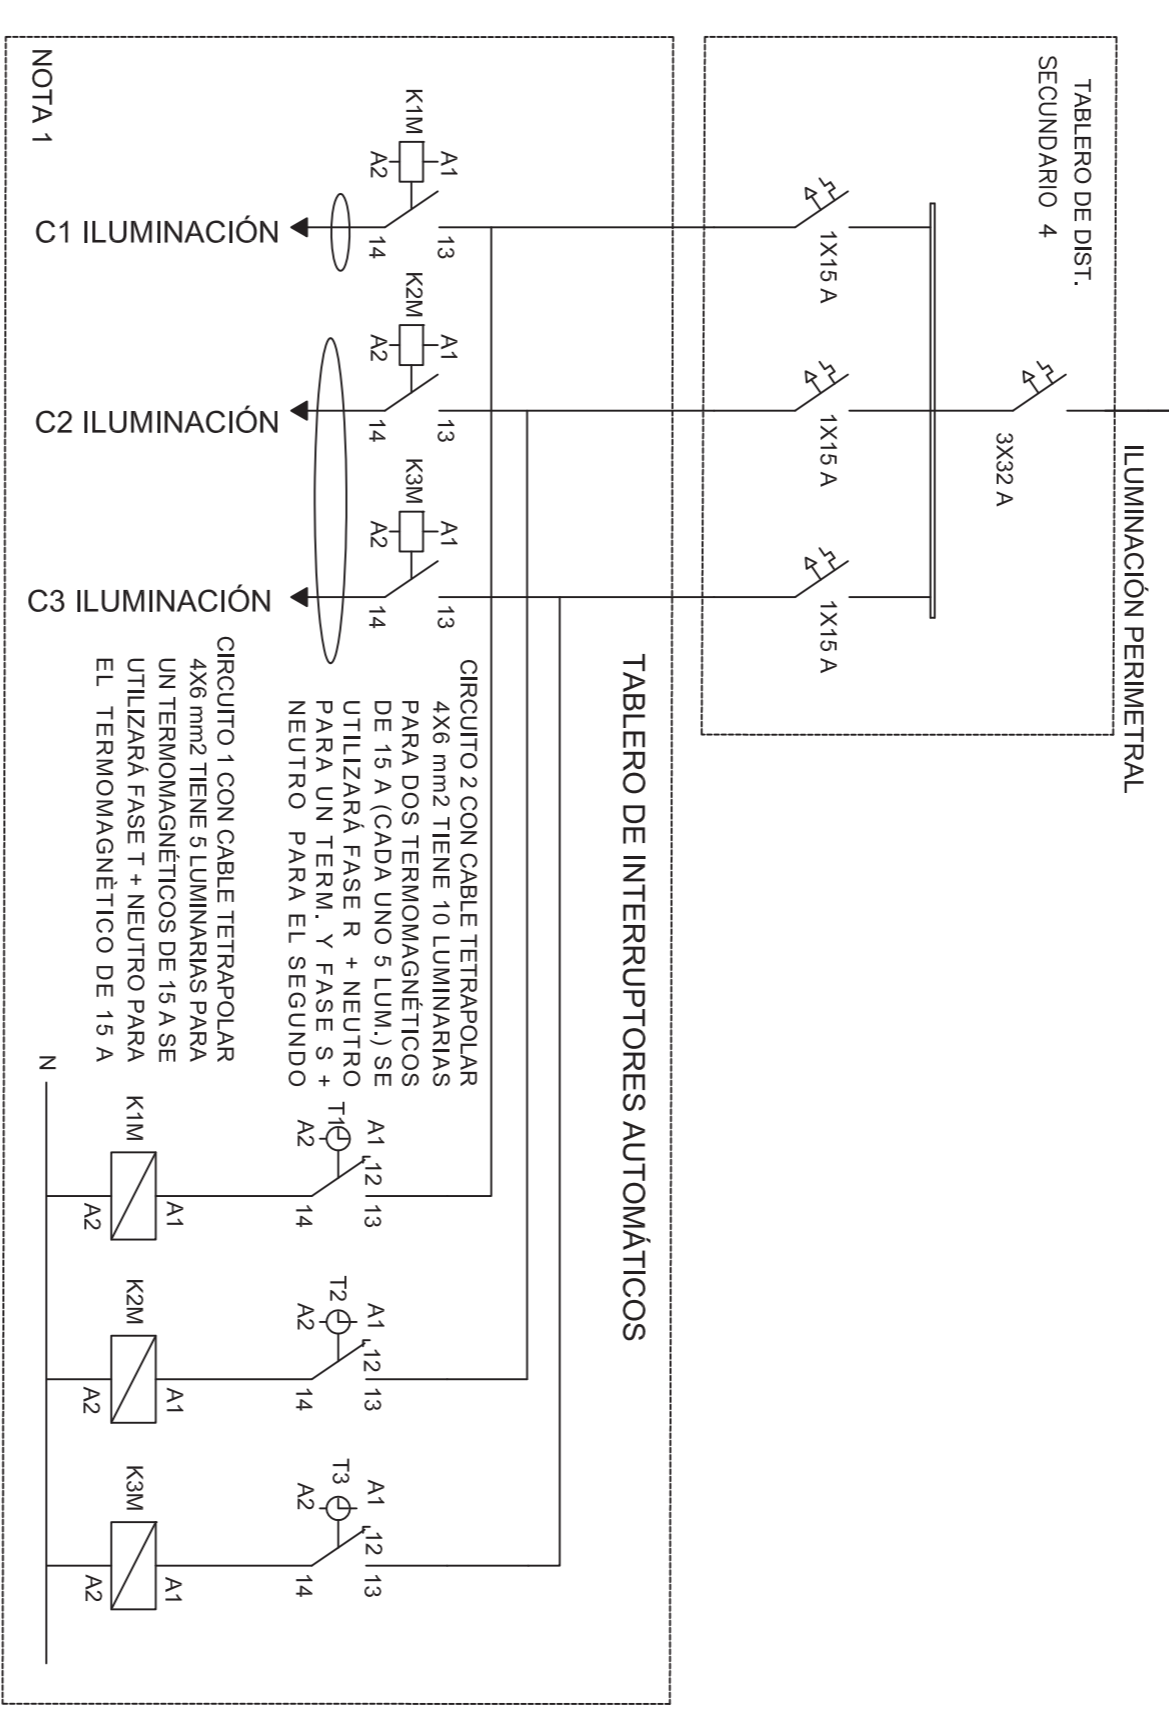 ILUMINACIÓN PERIMETRAL
TABLERO DE DIST.
SECUNDARIO 4
3X32 A
1X15 A
1X15 A
1X15 A
TABLERO DE INTERRUPTORES AUTOMÁTICOS
K1M
A1
A2
13
14
C1 ILUMINACIÓN
K2M
A1
A2
13
14
C2 ILUMINACIÓN
K3M
A1
A2
13
14
C3 ILUMINACIÓN
CIRCUITO 2 CON CABLE TETRAPOLAR
4X6 mm2 TIENE 10 LUMINARIAS
PARA DOS TERMOMAGNÉTICOS
DE 15 A (CADA UNO 5 LUM.) SE
UTILIZARÁ FASE R + NEUTRO
PARA UN TERM. Y FASE S +
NEUTRO PARA EL SEGUNDO
CIRCUITO 1 CON CABLE TETRAPOLAR
4X6 mm2 TIENE 5 LUMINARIAS PARA
UN TERMOMAGNÉTICOS DE 15 A SE
UTILIZARÁ FASE T + NEUTRO PARA
EL TERMOMAGNÈTICO DE 15 A
T1
A1
A2
12
13
14
T2
A1
A2
12
13
14
T3
A1
A2
12
13
14
K1M
A1
A2
K2M
A1
A2
K3M
A1
A2
N
NOTA 1